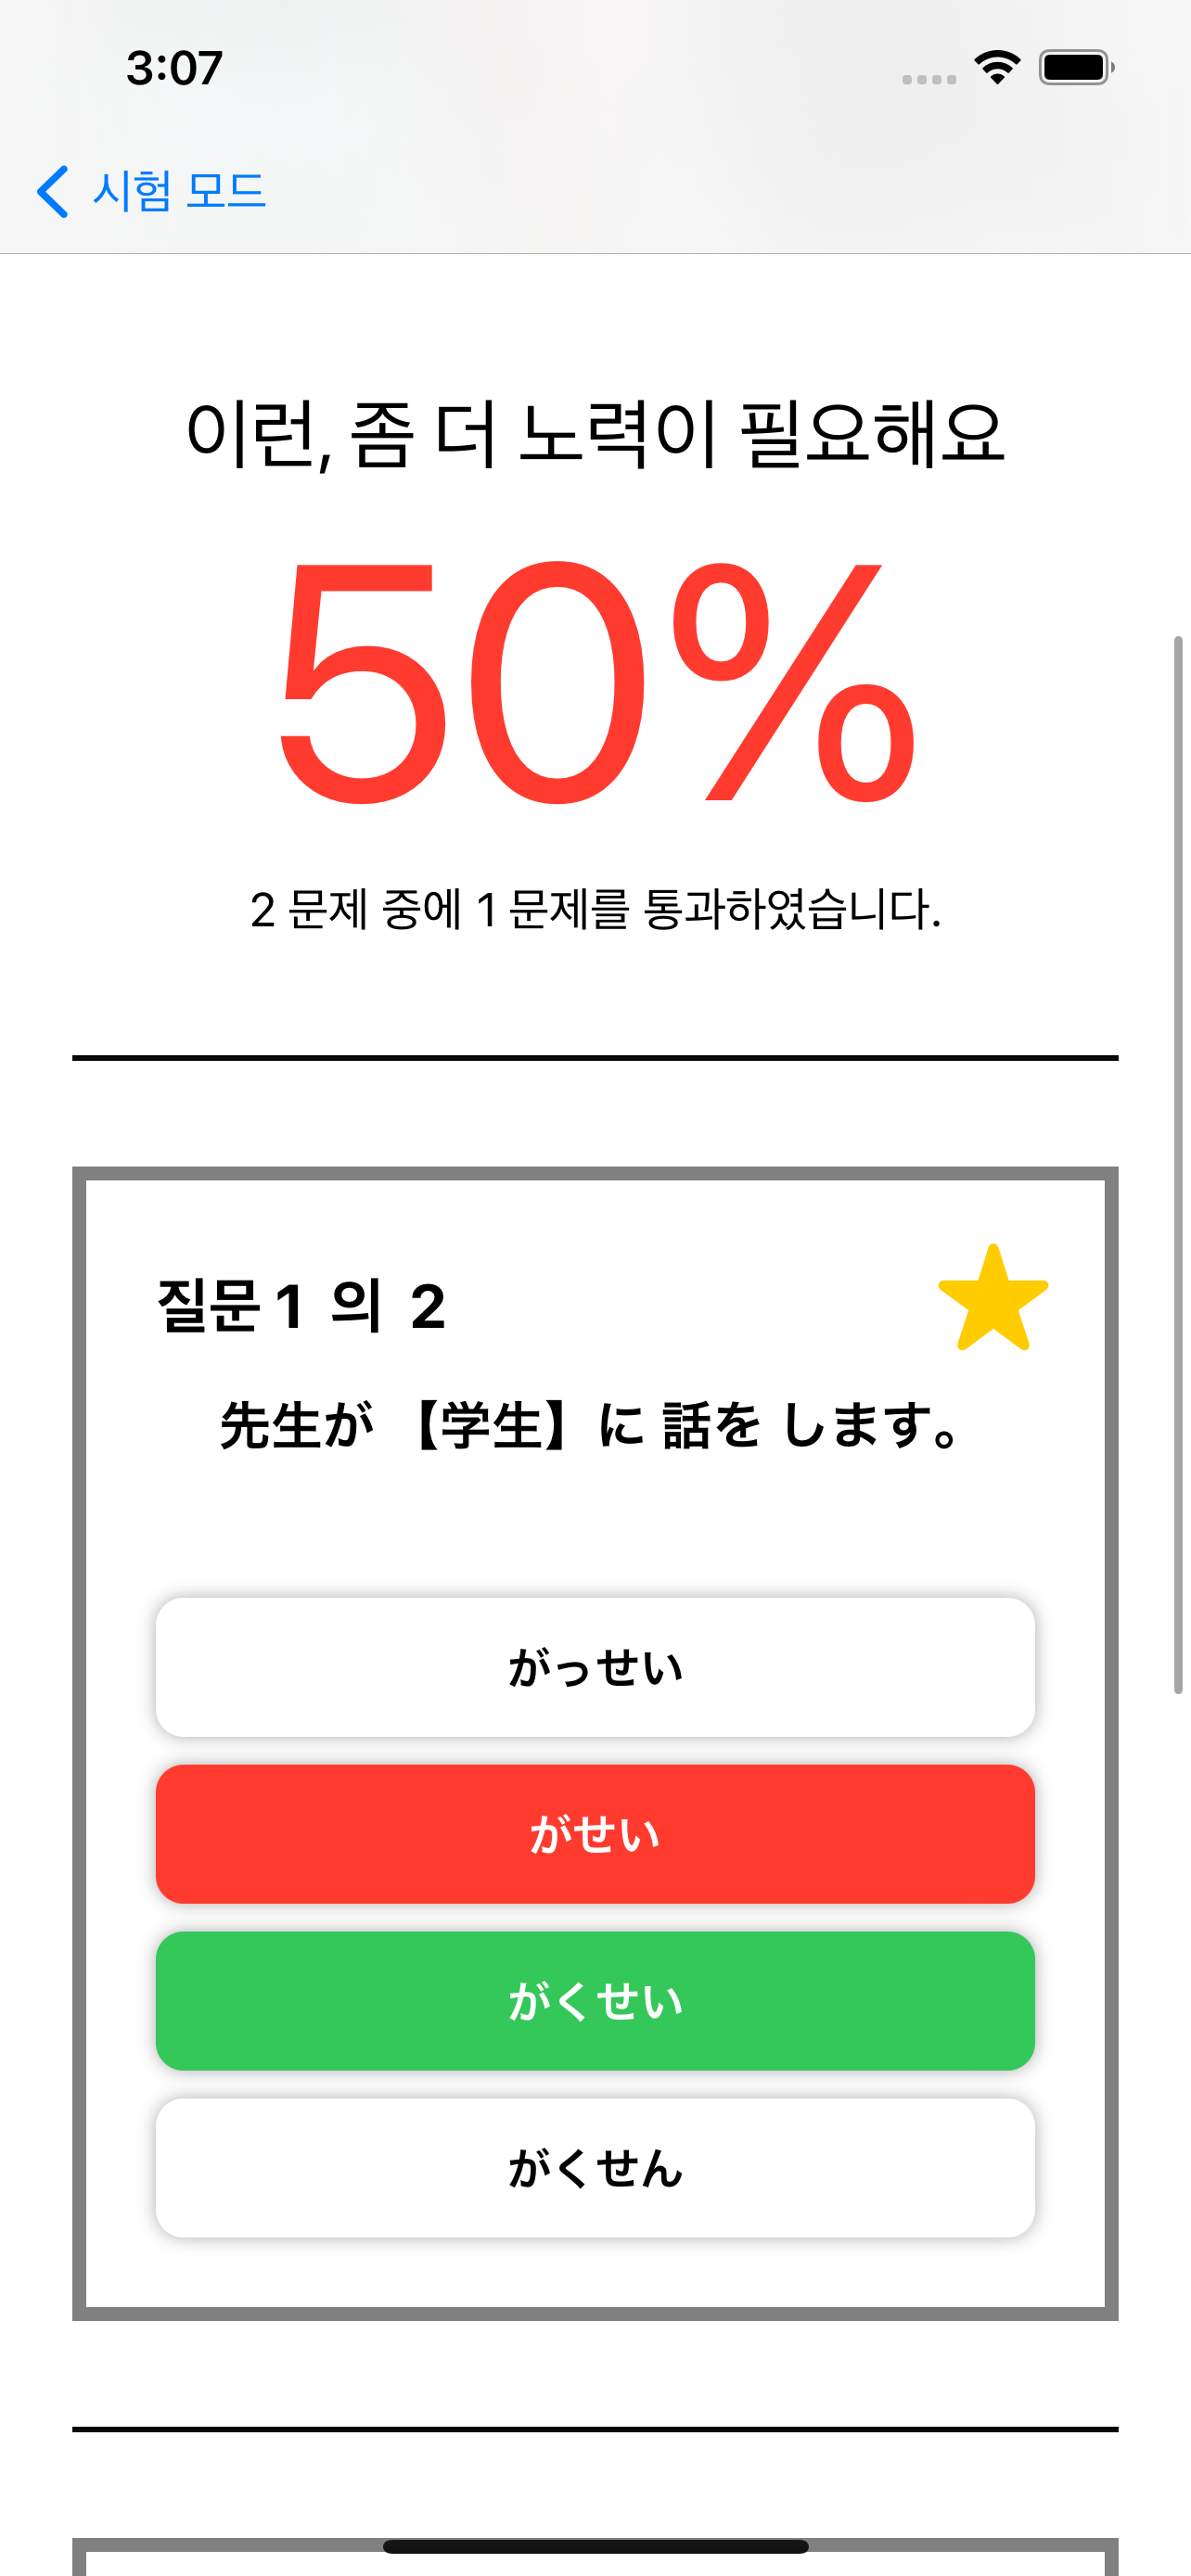 3:07
시험 모드
이런, 좀 더 노력이 필요해요
50%
2 문제 중에 1 문제를 통과하였습니다.
질문 1 의 2
先生が 【学生】に 話を します。
がっせい
がせい
がくせい
がくせん